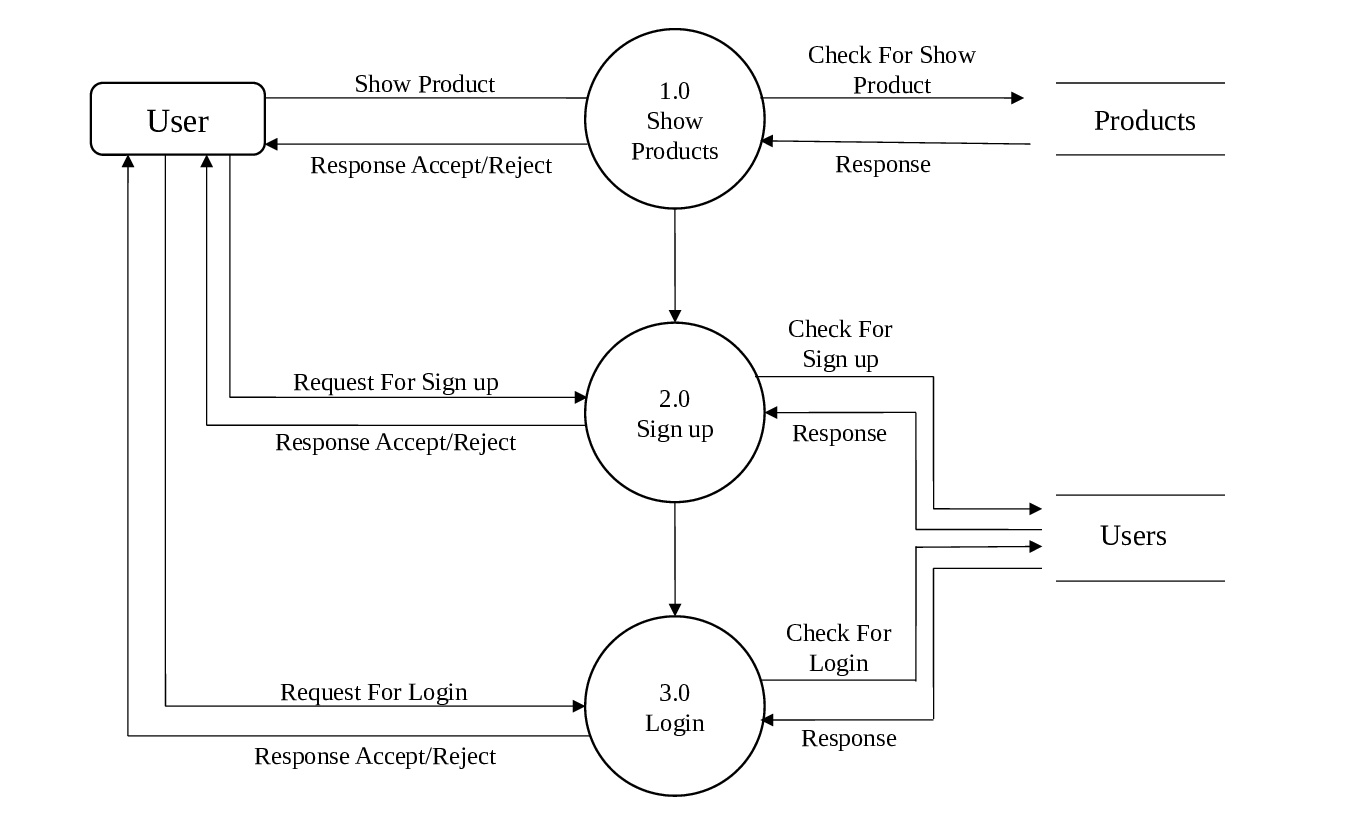 Show Product
Check For Show
Product
User
1.0
Show
Products
Products
Response Accept/Reject
Response
Check For
Sign up
Request For Sign up
2.0
Sign up
Response Accept/Reject
Response
Users
Check For
Login
Request For Login
3.0
Login
Response Accept/Reject
Response